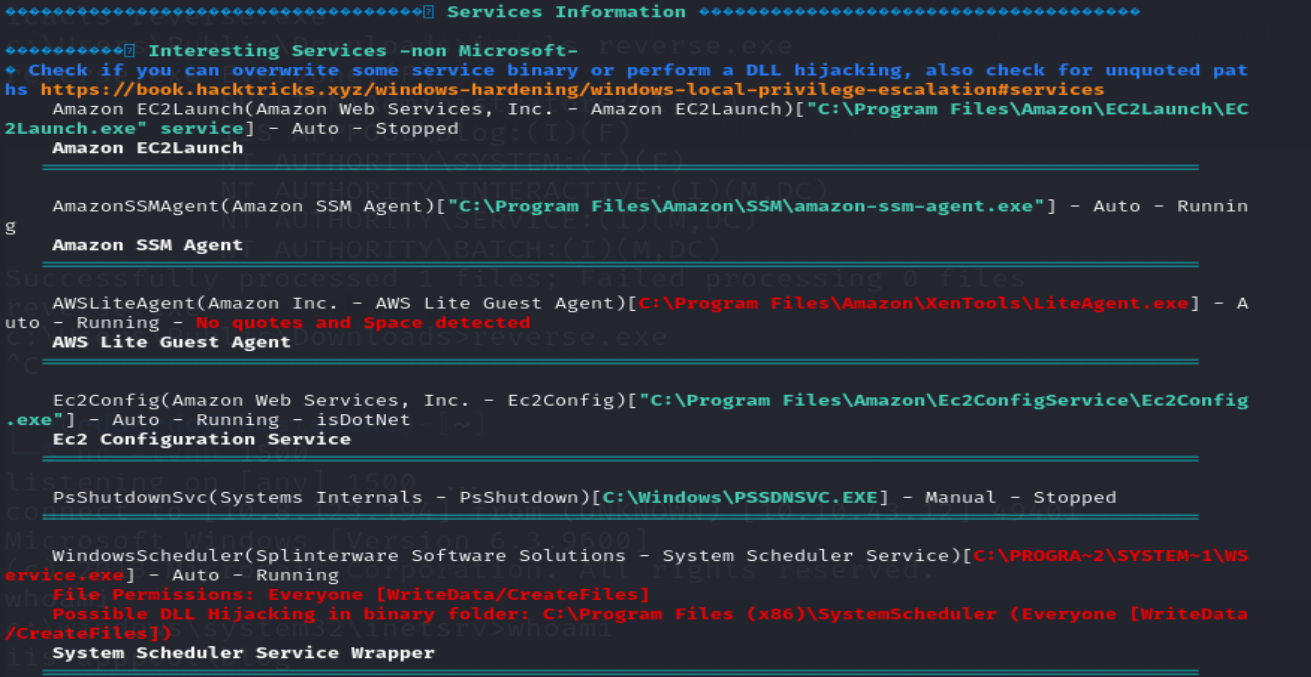 ������������������������������������ Services Information �������������������������������������
����������� Interesting Services -non Microsoft-
� Check if you can overwrite some service binary or perform a DLL hijacking, also check for unquoted pat
hs https://book.hacktricks.xyz/windows-hardening/windows-local-privilege-escalation#services
Amazon EC2Launch(Amazon Web Services, Inc. - Amazon EC2Launch)["C:\Program Files\Amazon\EC2Launch\EC
2Launch.exe" service] - Auto - Stopped
Amazon EC2Launch
AmazonSSMAgent(Amazon SSM Agent)["C:\Program Files\Amazon\SSM\amazon-ssm-agent.exe"] - Auto - Runnin
g
Amazon SSM Agent
AWSLiteAgent(Amazon Inc. - AWS Lite Guest Agent)[C:\Program Files\Amazon\XenTools\LiteAgent.exe] - A
uto - Running - No quotes and Space detected
AWS Lite Guest Agent
Ec2Config(Amazon Web Services, Inc. - Ec2Config)["C:\Program Files\Amazon\Ec2ConfigService\Ec2Config
.exe"] - Auto - Running - isDotNet
Ec2 Configuration Service
PsShutdownSvc(Systems Internals - PsShutdown)[C:\Windows\PSSDNSVC.EXE] - Manual - Stopped
WindowsScheduler(Splinterware Software Solutions - System Scheduler Service)[C:\PROGRA~2\SYSTEM~1\WS
ervice.exe] - Auto - Running
File Permissions: Everyone [WriteData/CreateFiles]
Possible DLL Hijacking in binary folder: C:\Program Files (x86)\SystemScheduler (Everyone [WriteData
/CreateFiles])
System Scheduler Service Wrapper